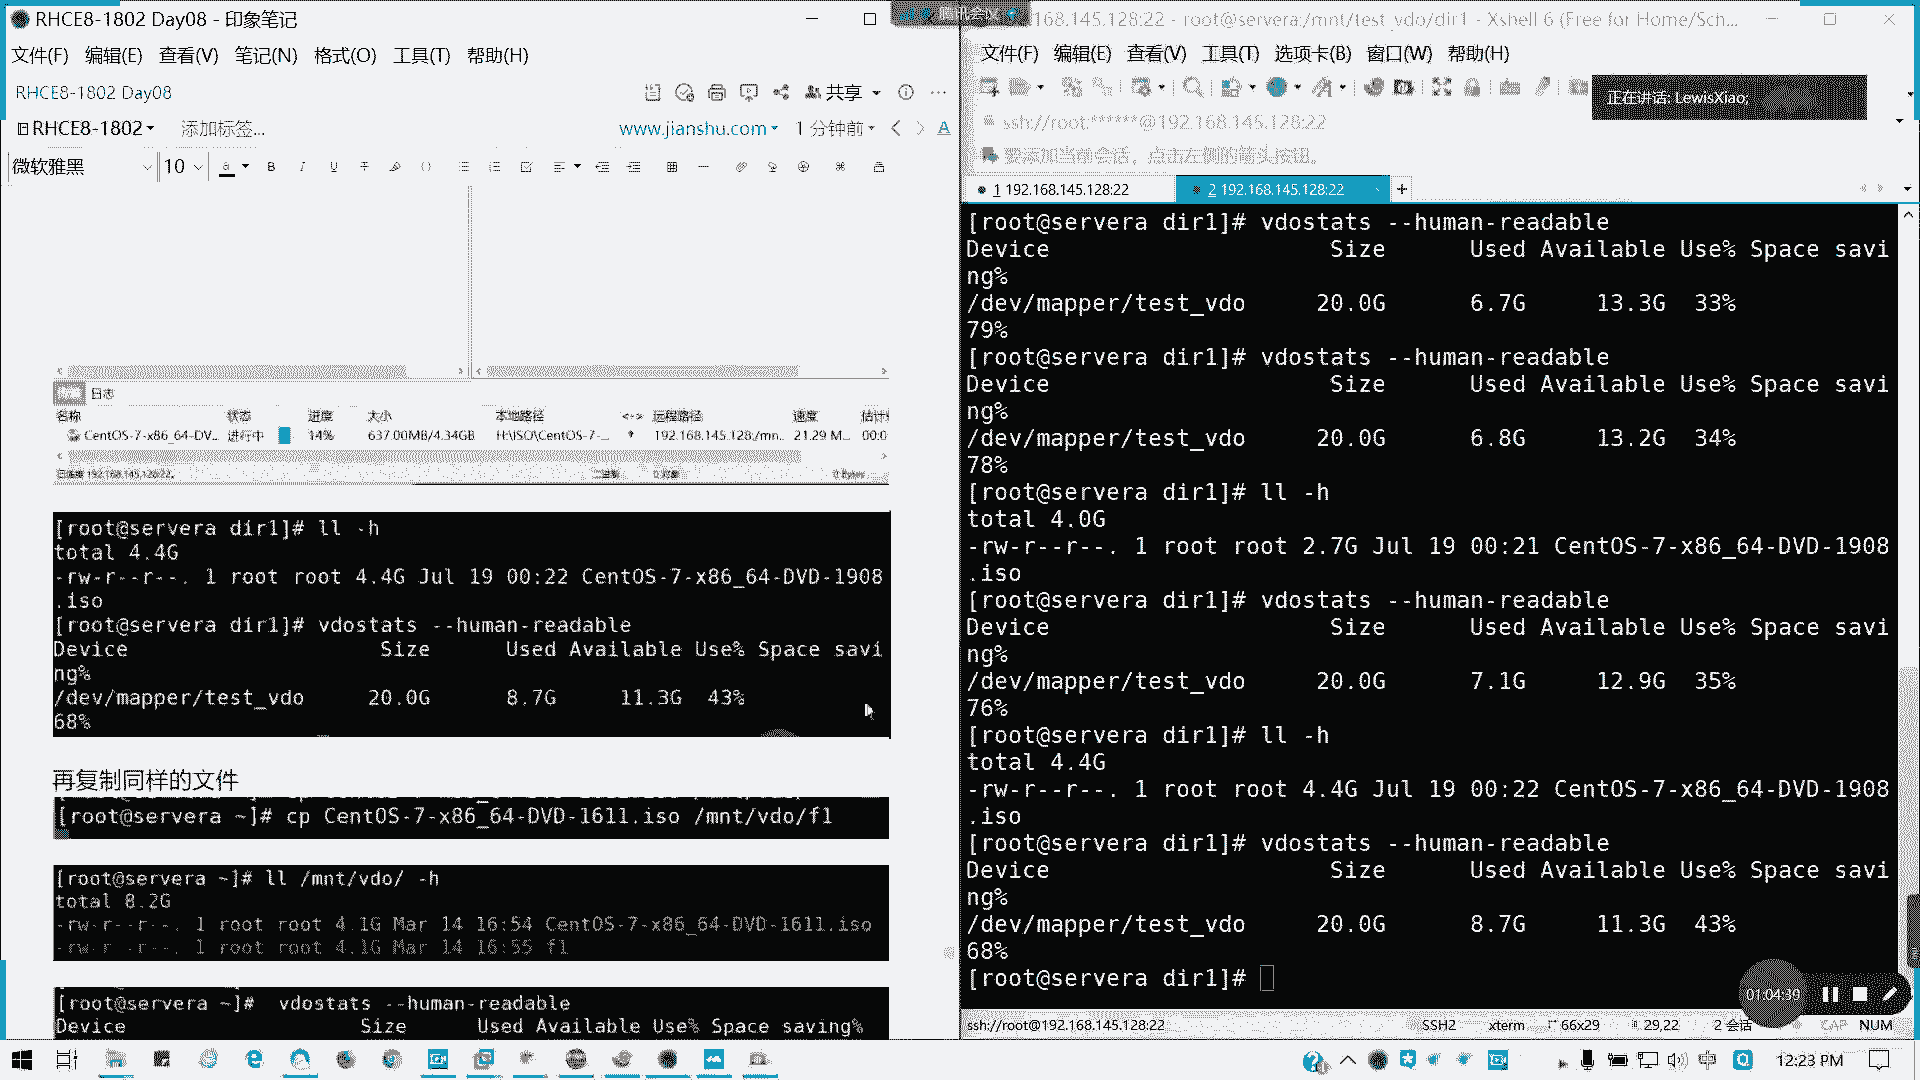 RHCE8-1802 Day08 - 印象笔记
文件(F) 编辑(E) 查看(V) 笔记(N) 格式(O) 工具(T) 帮助(H)
RHCE8-1802 Day08
共享
RHCE8-1802
添加标签...
www.jianshu.com
1 分钟前
微软雅黑
10
日志
名称 状态 进度 大小 本地路径 <-> 远程路径 速度
CentOS-7-x86_64-DV... 进行中 14% 637.00MB/4.34GB H:\ISO\CentOS-7-... 192.168.145.128:/mn... 21.29 M... 00:0
[root@servera dir1]# ll -h
total 4.4G
-rw-r--r--. 1 root root 4.4G Jul 19 00:22 CentOS-7-x86_64-DVD-1908
.iso
[root@servera dir1]# vdostats --human-readable
Device Size Used Available Use% Space savi
ng%
/dev/mapper/test_vdo 20.0G 8.7G 11.3G 43%
68%
再复制同样的文件
[root@servera ~]# cp CentOS-7-x86_64-DVD-1611.iso /mnt/vdo/f1
[root@servera ~]# ll /mnt/vdo/ -h
total 8.2G
-rw-r--r--. 1 root root 4.1G Mar 14 16:54 CentOS-7-x86_64-DVD-1611.iso
-rw-r--r--. 1 root root 4.1G Mar 14 16:55 f1
[root@servera ~]# vdostats --human-readable
Device Size Used Available Use% Space saving%
腾讯会议
168.145.128:22 - root@servera:/mnt/test_vdo/dir1 - Xshell 6 (Free for Home/Sch...
文件(F) 编辑(E) 查看(V) 工具(T) 选项卡(B) 窗口(W) 帮助(H)
正在讲话: LewisXiao;
ssh://root:******@192.168.145.128:22
要添加当前会话，点击左侧的箭头按钮。
1 192.168.145.128:22
2 192.168.145.128:22
[root@servera dir1]# vdostats --human-readable
Device Size Used Available Use% Space savi
ng%
/dev/mapper/test_vdo 20.0G 6.7G 13.3G 33%
79%
[root@servera dir1]# vdostats --human-readable
Device Size Used Available Use% Space savi
ng%
/dev/mapper/test_vdo 20.0G 6.8G 13.2G 34%
78%
[root@servera dir1]# ll -h
total 4.0G
-rw-r--r--. 1 root root 2.7G Jul 19 00:21 CentOS-7-x86_64-DVD-1908
.iso
[root@servera dir1]# vdostats --human-readable
Device Size Used Available Use% Space savi
ng%
/dev/mapper/test_vdo 20.0G 7.1G 12.9G 35%
76%
[root@servera dir1]# ll -h
total 4.4G
-rw-r--r--. 1 root root 4.4G Jul 19 00:22 CentOS-7-x86_64-DVD-1908
.iso
[root@servera dir1]# vdostats --human-readable
Device Size Used Available Use% Space savi
ng%
/dev/mapper/test_vdo 20.0G 8.7G 11.3G 43%
68%
[root@servera dir1]#
01:04:39
ssh://root@192.168.145.128:22 SSH2 xterm 66x29 29,22 2 会话 CAP NUM
中
12:23 PM